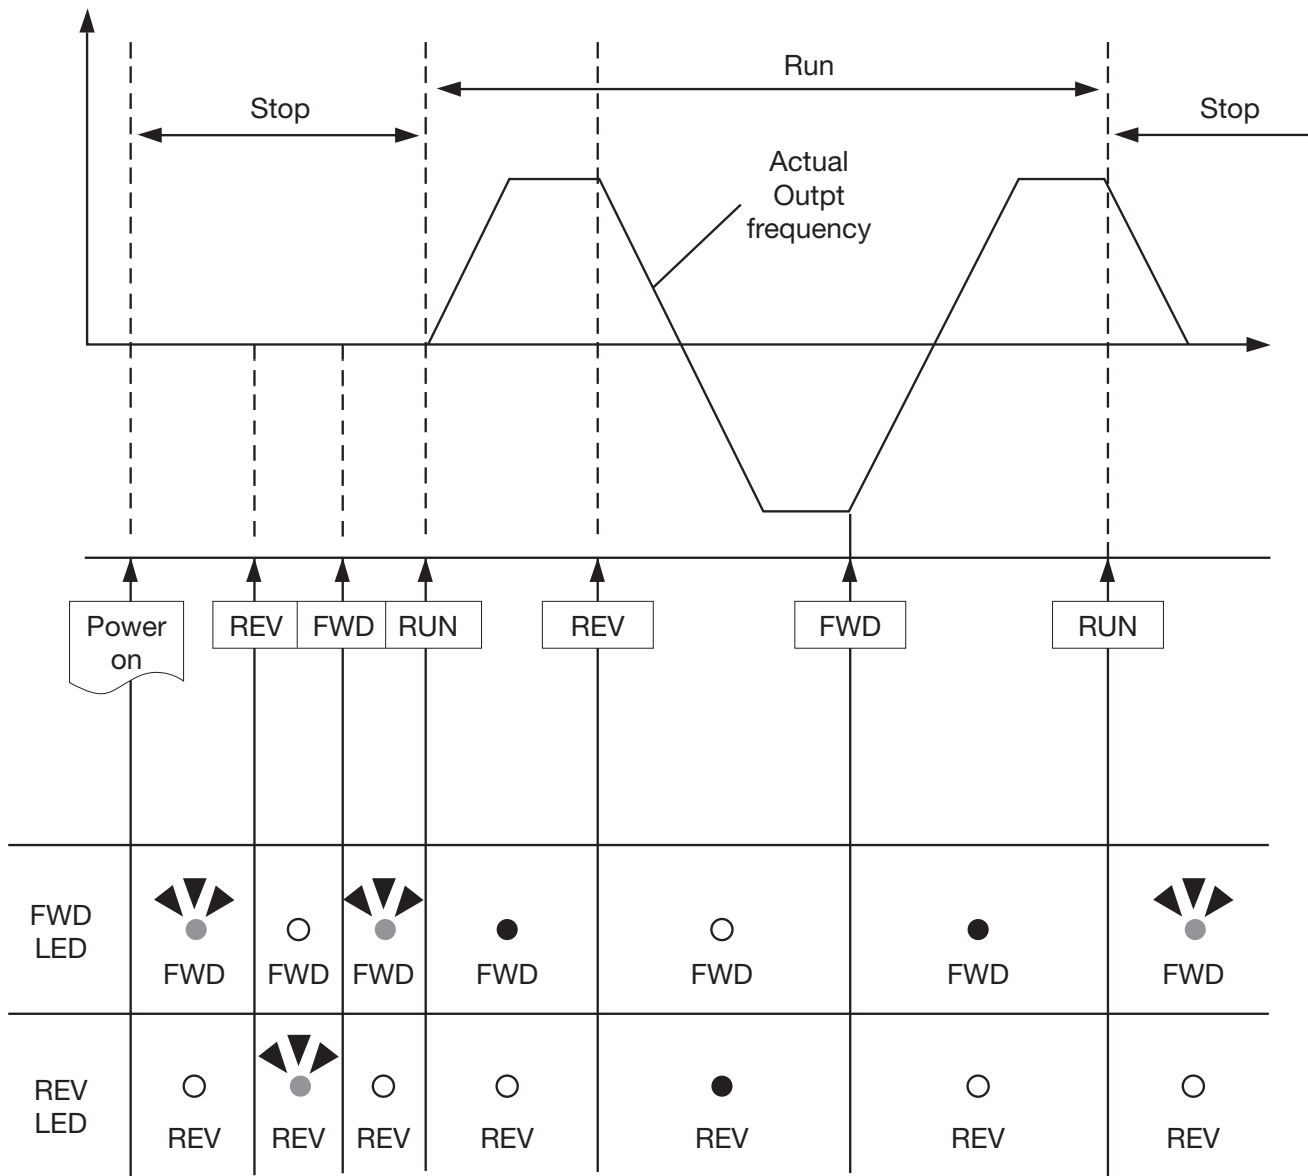 Run
Stop
Stop
Actual
Outpt
frequency
Power
on
REV
FWD
RUN
REV
FWD
RUN
FWD
LED
FWD
FWD
FWD
FWD
FWD
FWD
FWD
REV
LED
REV
REV
REV
REV
REV
REV
REV